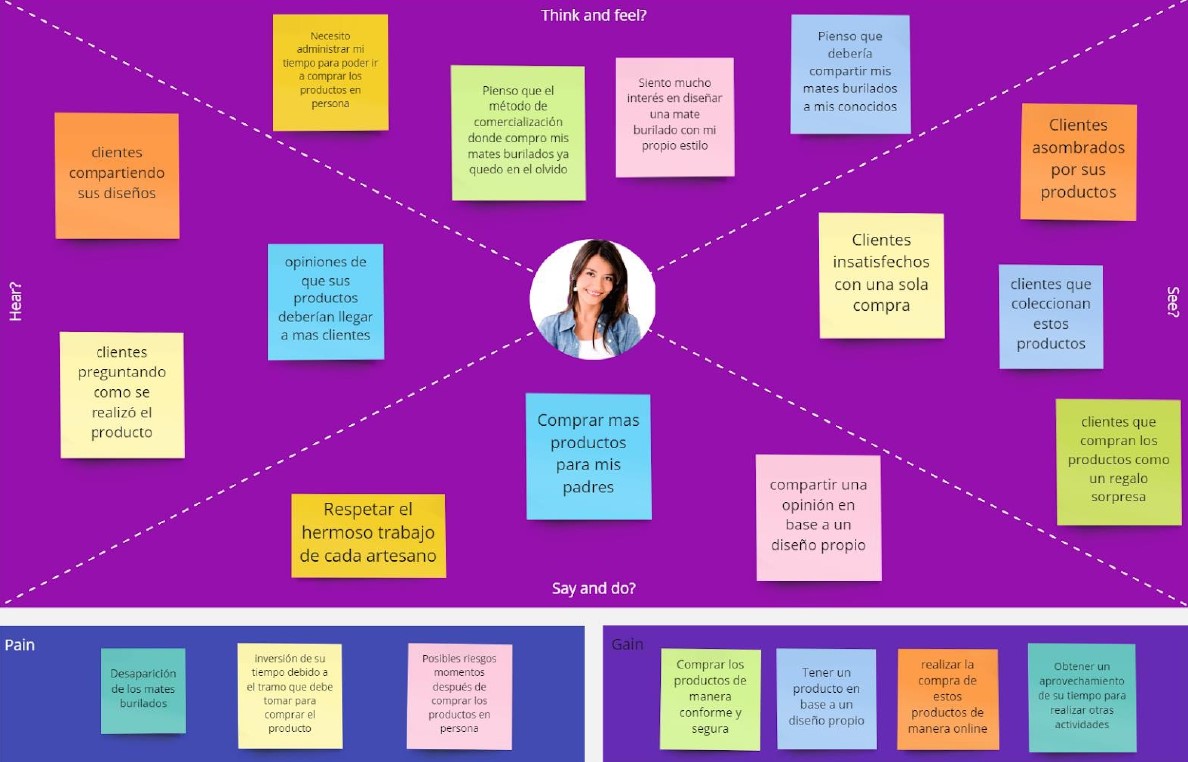 Think and feel?
Necesito
administrar mi
tiempo para poder ir
a comprar los
productos en
persona
Pienso que el
método de
comercialización
donde compro mis
mates burilados ya
quedo en el olvido
Siento mucho
interés en diseñar
una mate
burilado con mi
propio estilo
Pienso que
debería
compartir mis
mates burilados
a mis conocidos
Hear?
clientes
compartiendo
sus diseños
opiniones de
que sus
productos
deberían llegar
a mas clientes
clientes
preguntando
como se
realizó el
producto
See?
Clientes
asombrados
por sus
productos
Clientes
insatisfechos
con una sola
compra
clientes que
coleccionan
estos
productos
clientes que
compran los
productos como
un regalo
sorpresa
Comprar mas
productos
para mis
padres
compartir una
opinión en
base a un
diseño propio
Respetar el
hermoso trabajo
de cada artesano
Say and do?
Pain
Desaparición
de los mates
burilados
inversión de su
tiempo debido a
el tramo que debe
tomar para
comprar el
producto
Posibles riesgos
momentos
después de
comprar los
productos en
persona
Gain
Comprar los
productos de
manera
conforme y
segura
Tener un
producto en
base a un
diseño propio
realizar la
compra de
estos
productos de
manera online
Obtener un
aprovechamiento
de su tiempo para
realizar otras
actividades